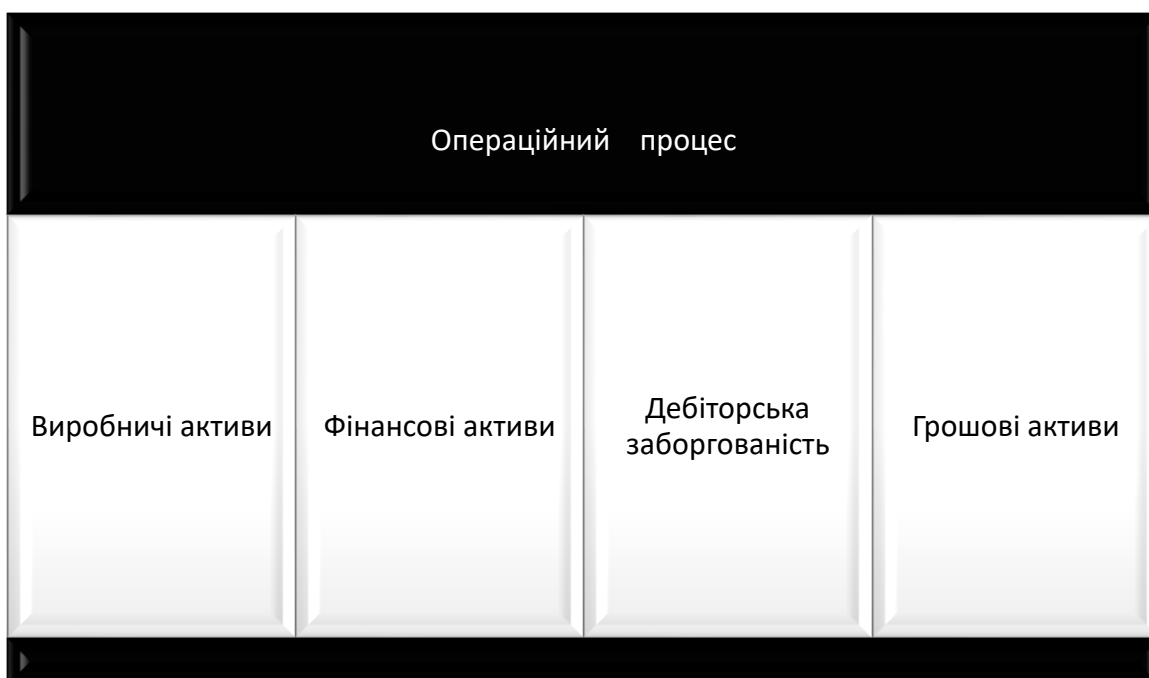 Операційний процес
Виробничі активи
Фінансові активи
Дебіторська
заборгованість
Грошові активи